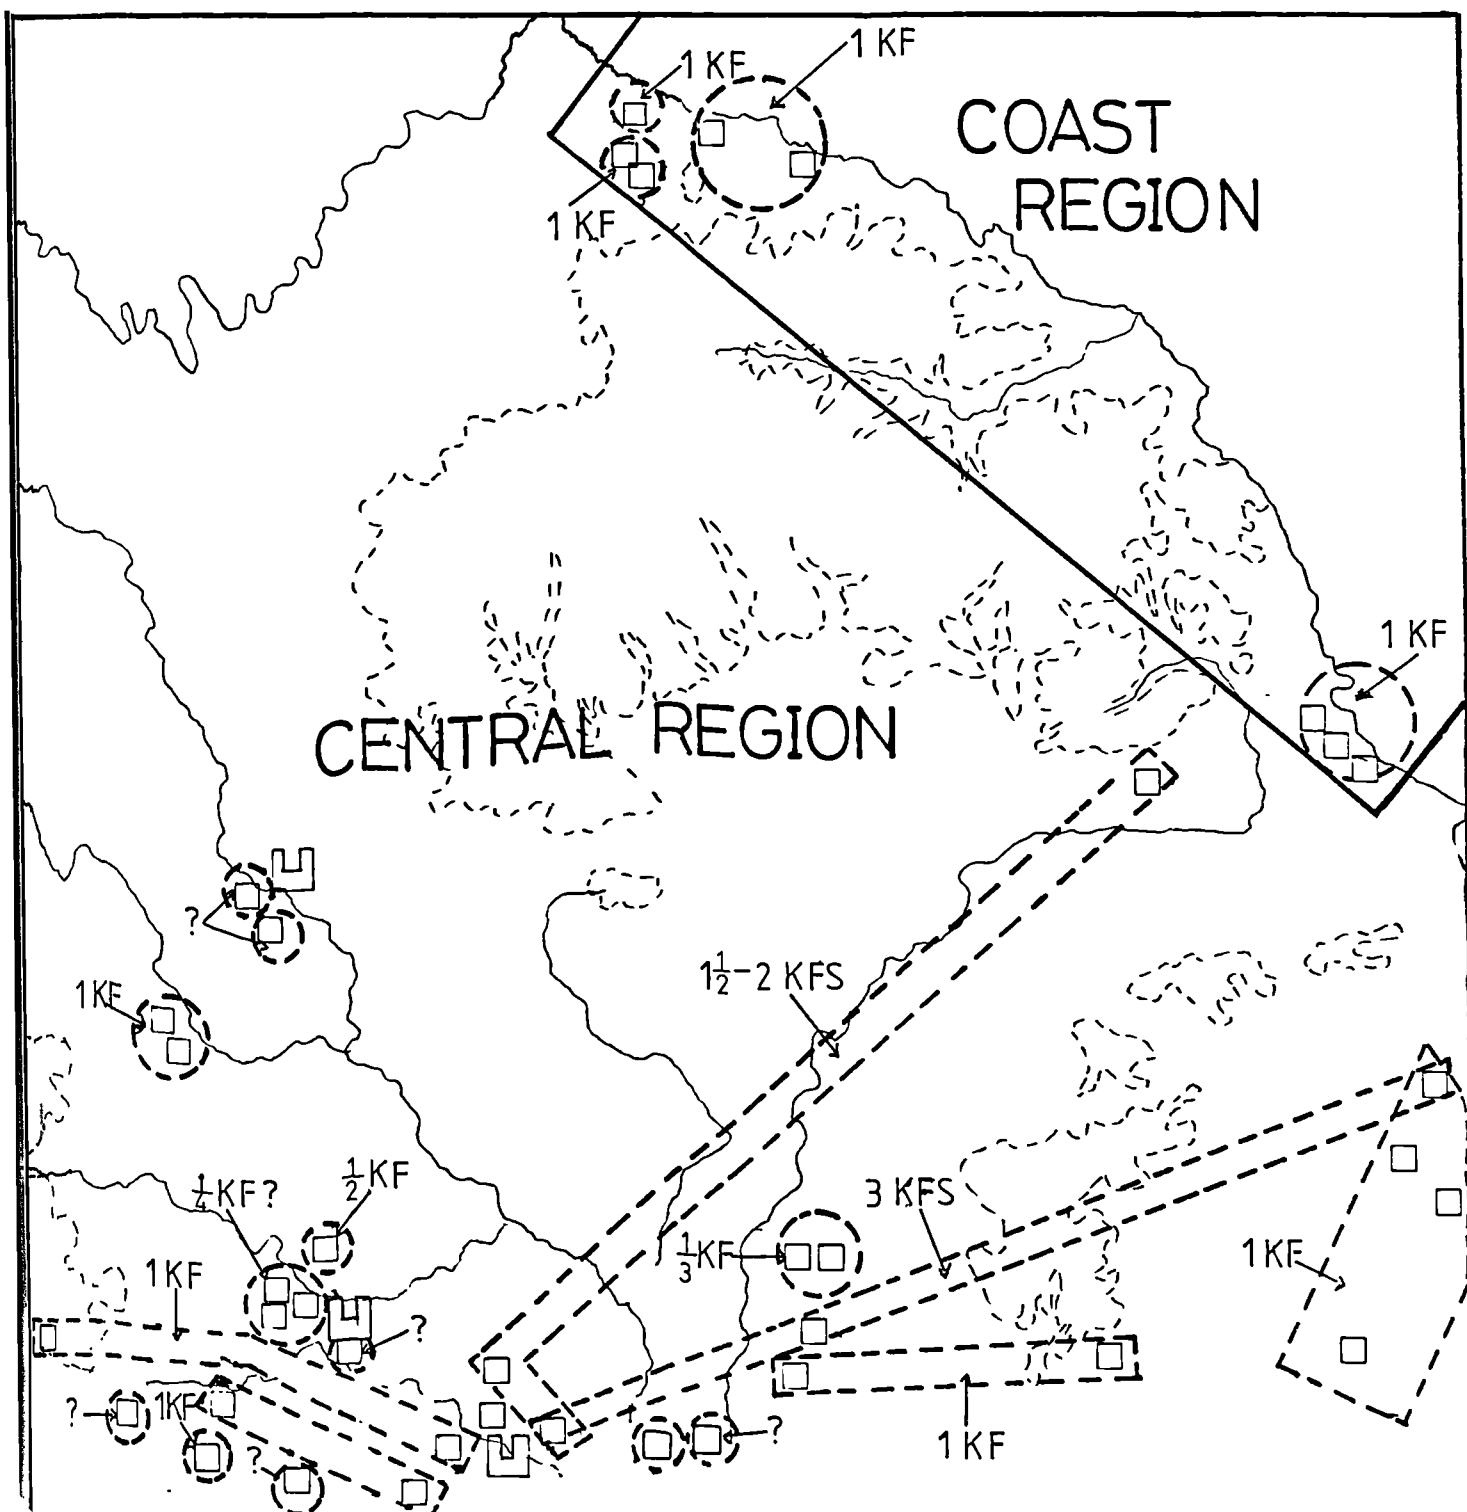 1 KF
1 KF
COAST
REGION
1 KF
1 KF
CENTRAL REGION
?
1½-2 KFS
1KF
½KF
¼KF?
3 KFS
⅓KF
1KF
1KF
?
?
1KF
?
?
1 KF